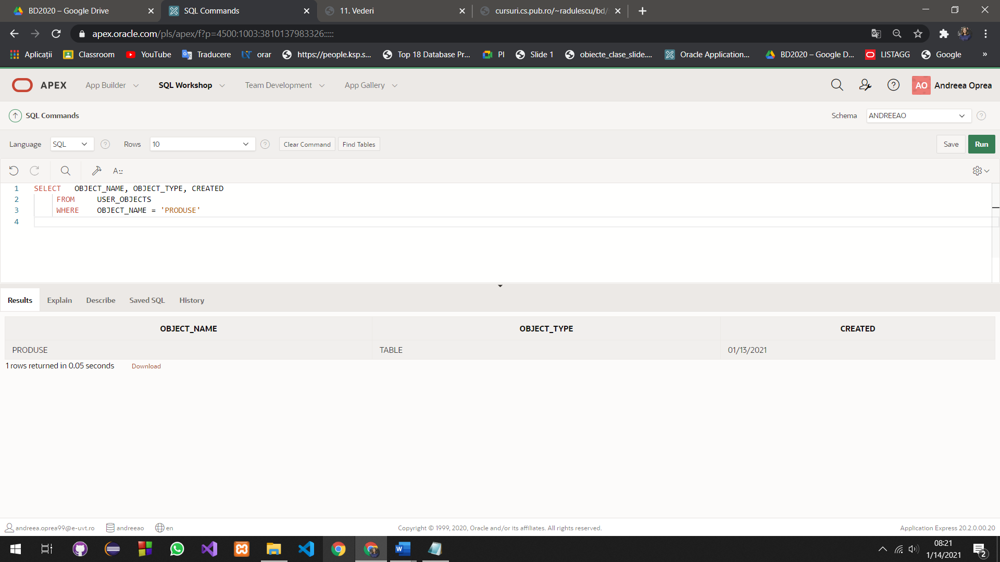 BD2020 – Google Drive
SQL Commands
11. Vederi
cursuri.cs.pub.ro/~radulescu/bd/
apex.oracle.com/pls/apex/f?p=4500:1003:3810137983326:::::
Aplicații
Classroom
YouTube
Traducere
orar
https://people.ksp.s...
Top 18 Database Pr...
PI
Slide 1
obiecte_clase_slide....
Oracle Application...
BD2020 – Google D...
LISTAGG
Google
»
APEX
App Builder
SQL Workshop
Team Development
App Gallery
AO
Andreea Oprea
SQL Commands
Schema
ANDREEAO
Language
SQL
Rows
10
Clear Command
Find Tables
Save
Run
1 SELECT OBJECT_NAME, OBJECT_TYPE, CREATED
2 FROM USER_OBJECTS
3 WHERE OBJECT_NAME = 'PRODUSE'
4
Results
Explain
Describe
Saved SQL
History
OBJECT_NAME OBJECT_TYPE CREATED
PRODUSE TABLE 01/13/2021
1 rows returned in 0.05 seconds
Download
andreea.oprea99@e-uvt.ro
andreeao
en
Copyright © 1999, 2020, Oracle and/or its affiliates. All rights reserved.
Application Express 20.2.0.00.20
08:21
1/14/2021
2